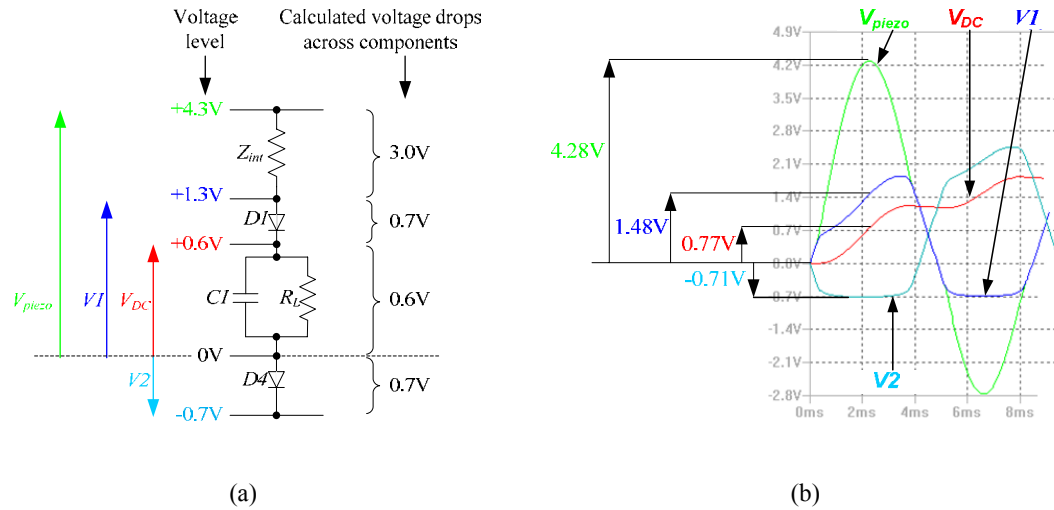 Voltage level
Calculated voltage drops across components
+4.3V
Z_int
3.0V
+1.3V
D1
0.7V
+0.6V
C1
R_L
0.6V
V_piezo
V1
V_DC
0V
V2
D4
0.7V
-0.7V
(a)
V_piezo
V_DC
V1
4.9V
4.2V
3.5V
2.8V
2.1V
1.4V
0.7V
0.0V
-0.7V
-1.4V
-2.1V
-2.8V
4.28V
1.48V
0.77V
-0.71V
V2
0ms
2ms
4ms
6ms
8ms
(b)